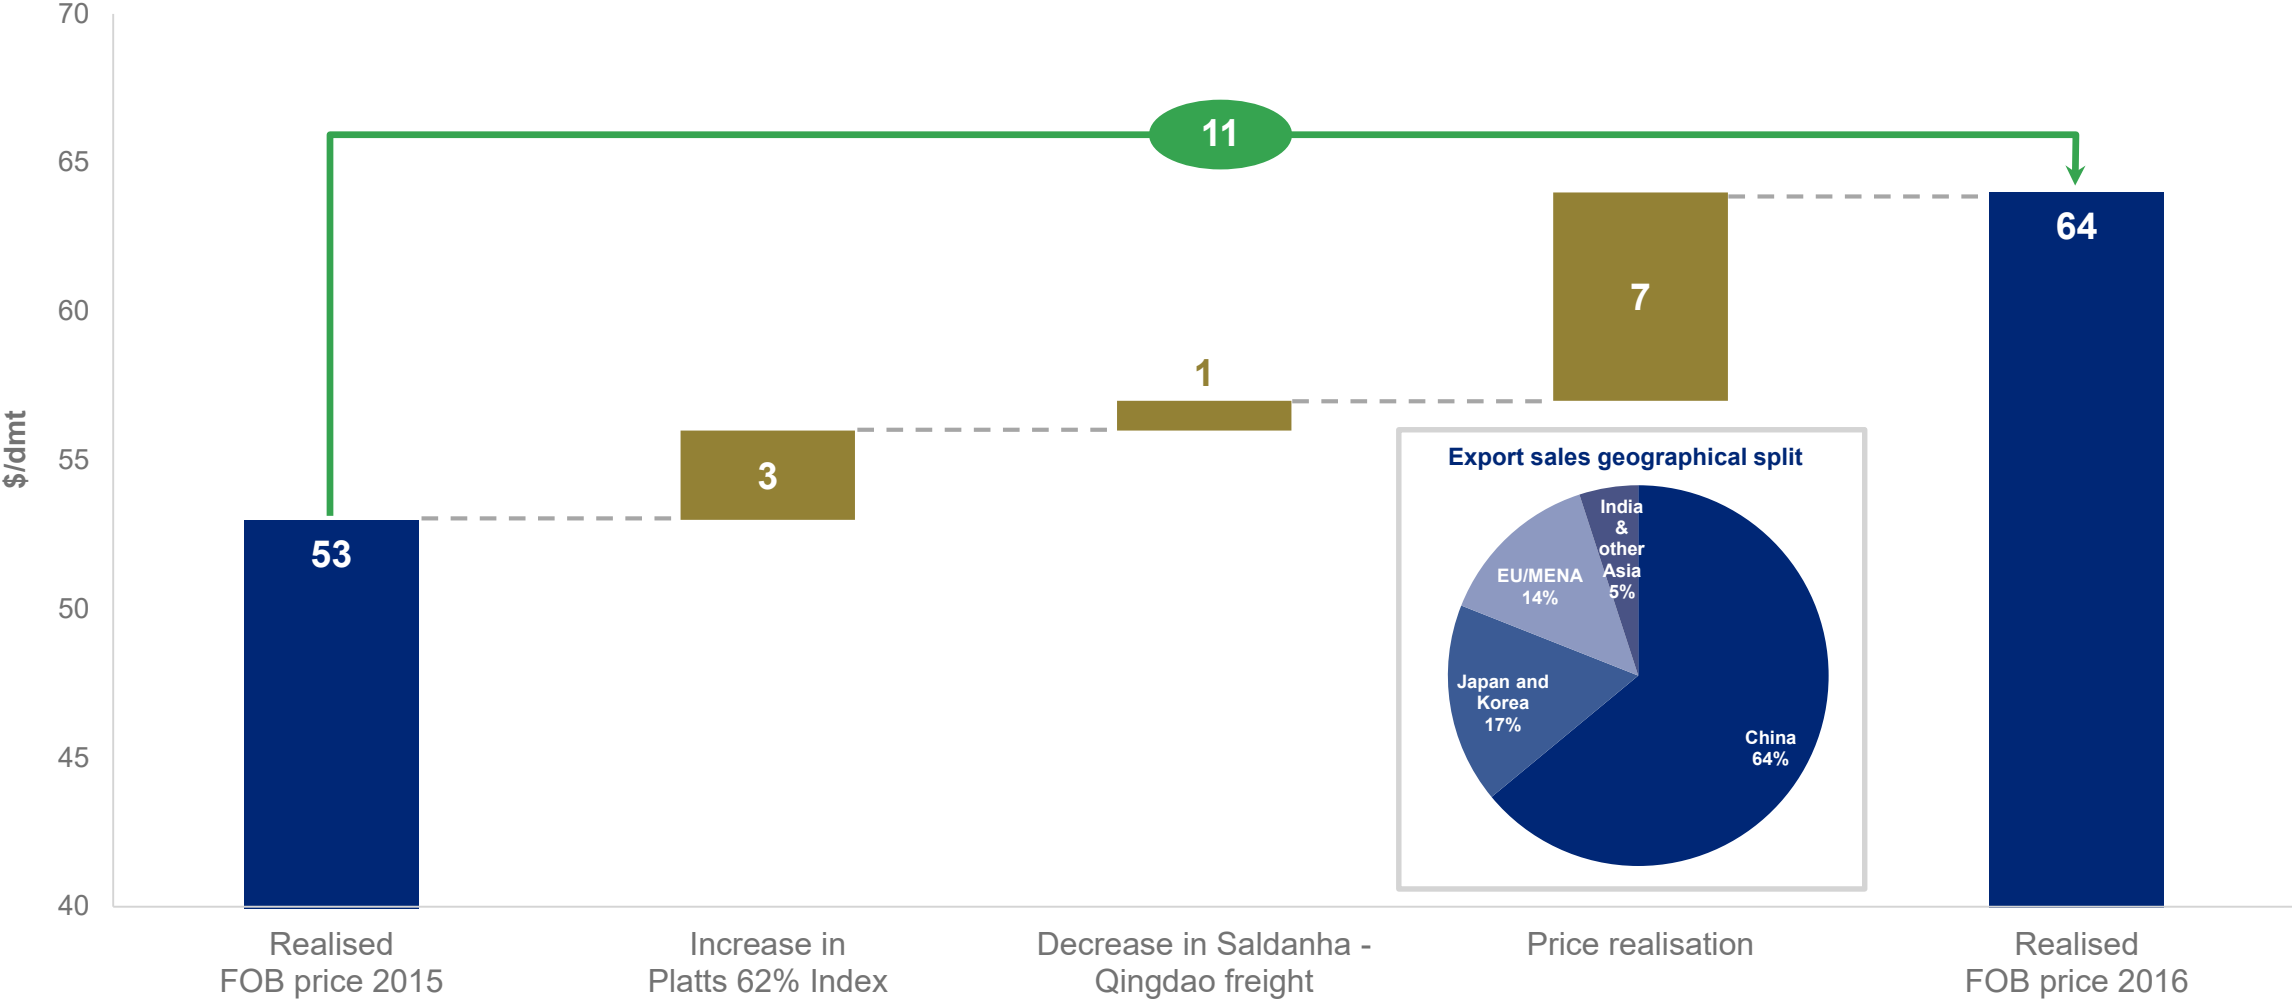 70
65
60
55
50
45
40
$/dmt
11
53
3
1
7
64
Export sales geographical split
India
&
other
Asia
5%
EU/MENA
14%
Japan and
Korea
17%
China
64%
Realised
FOB price 2015
Increase in
Platts 62% Index
Decrease in Saldanha -
Qingdao freight
Price realisation
Realised
FOB price 2016